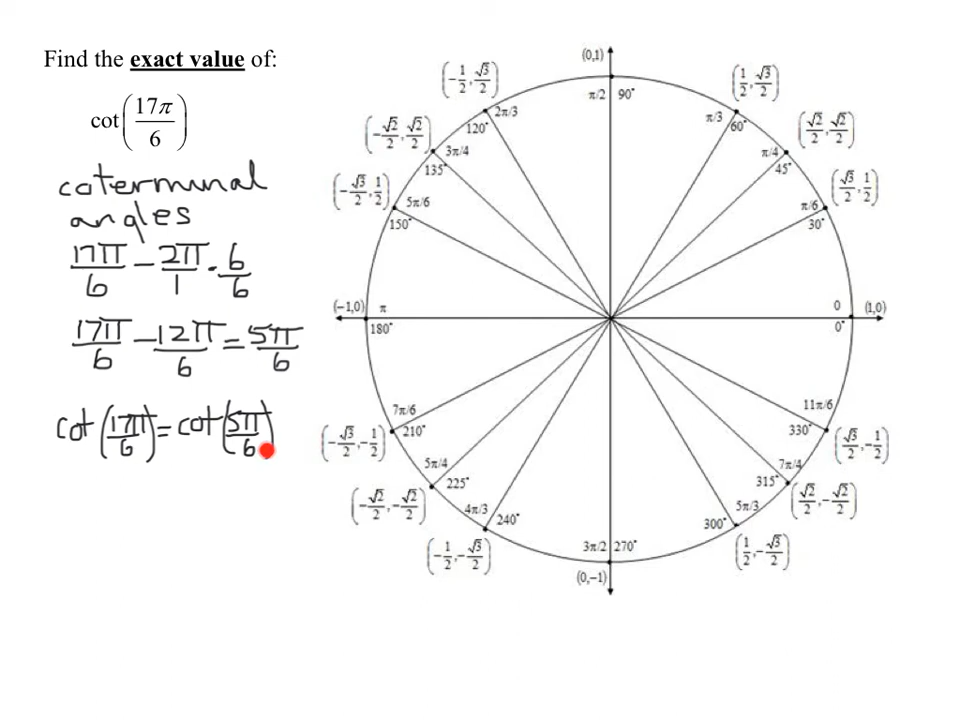 Find the exact value of:
cot(17π/6)
coterminal
angles
17π/6 − 2π/1 · 6/6
17π/6 − 12π/6 = 5π/6
cot(17π/6) = cot(5π/6)
(0,1)
π/2 90°
(-1/2, √3/2)
2π/3
120°
(-√2/2, √2/2)
3π/4
135°
(-√3/2, 1/2)
5π/6
150°
(1/2, √3/2)
π/3
60°
(√2/2, √2/2)
π/4
45°
(√3/2, 1/2)
π/6
30°
(-1,0) π
180°
0 (1,0)
0°
7π/6
210°
(-√3/2, -1/2)
5π/4
225°
(-√2/2, -√2/2)
4π/3
240°
(-1/2, -√3/2)
3π/2 270°
(0,-1)
11π/6
330°
(√3/2, -1/2)
7π/4
315°
(√2/2, -√2/2)
5π/3
300°
(1/2, -√3/2)